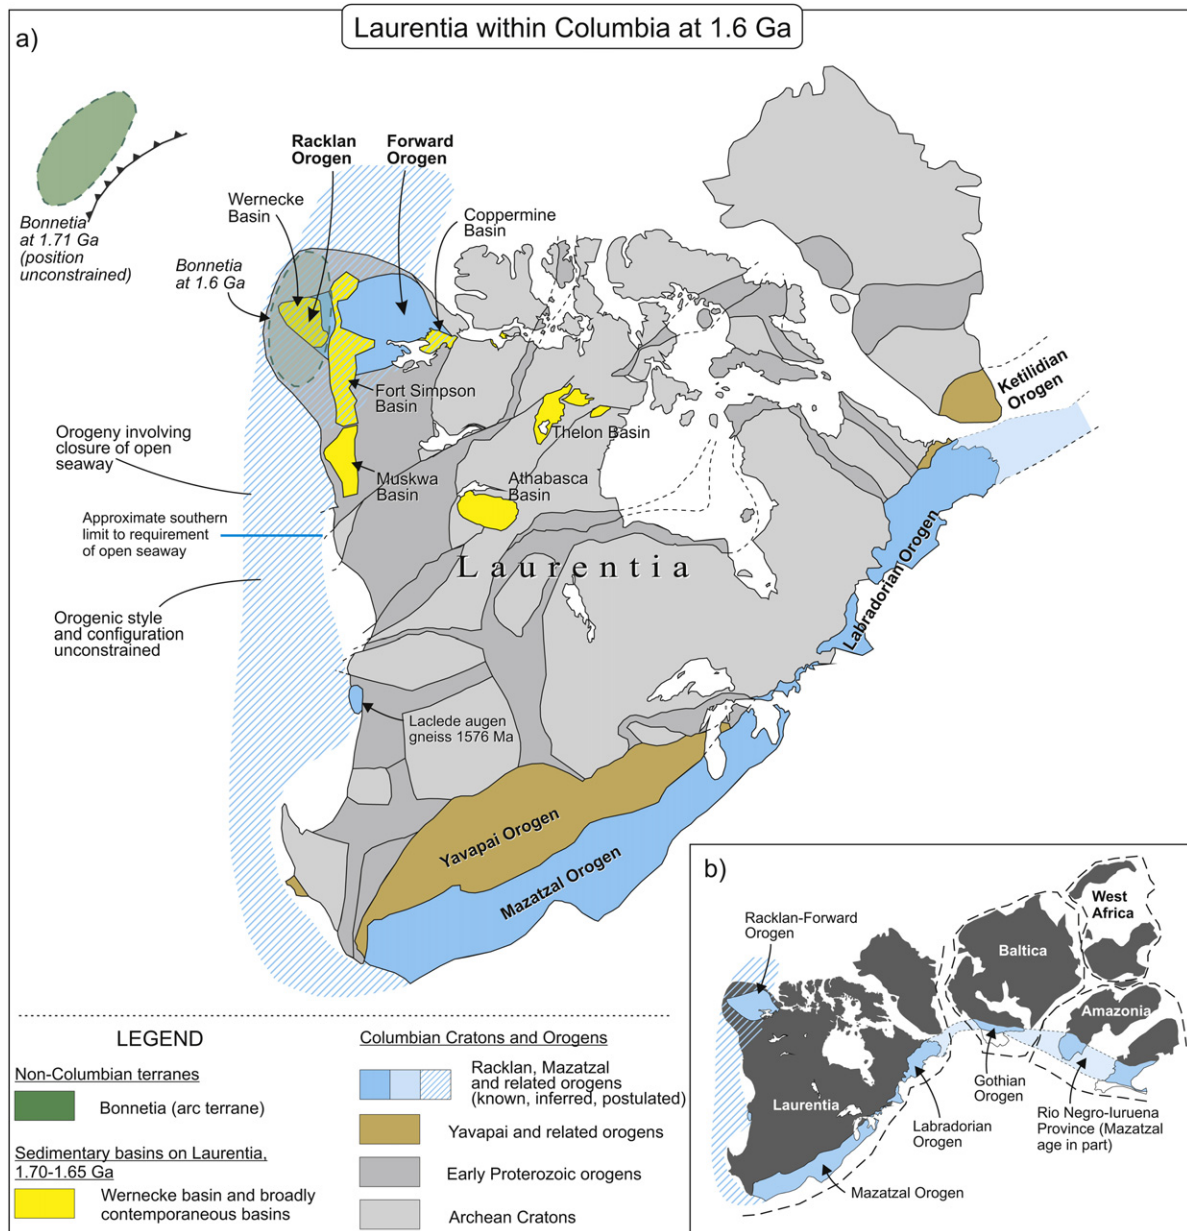 Laurentia within Columbia at 1.6 Ga
a)
Racklan
Orogen
Forward
Orogen
Wernecke
Basin
Coppermine
Basin
Bonnetia
at 1.71 Ga
(position
unconstrained)
Bonnetia
at 1.6 Ga
Fort Simpson
Basin
Thelon Basin
Ketilidian
Orogen
Orogeny involving
closure of open
seaway
Muskwa
Basin
Athabasca
Basin
Approximate southern
limit to requirement
of open seaway
Laurentia
Labradorian Orogen
Orogenic style
and configuration
unconstrained
Laclede augen
gneiss 1576 Ma
Yavapai Orogen
Mazatzal Orogen
b)
Racklan-Forward
Orogen
West
Africa
Baltica
Amazonia
Laurentia
Gothian
Orogen
Labradorian
Orogen
Rio Negro-Iuruena
Province (Mazatzal
age in part)
Mazatzal Orogen
LEGEND
Non-Columbian terranes
Bonnetia (arc terrane)
Sedimentary basins on Laurentia,
1.70-1.65 Ga
Wernecke basin and broadly
contemporaneous basins
Columbian Cratons and Orogens
Racklan, Mazatzal
and related orogens
(known, inferred, postulated)
Yavapai and related orogens
Early Proterozoic orogens
Archean Cratons